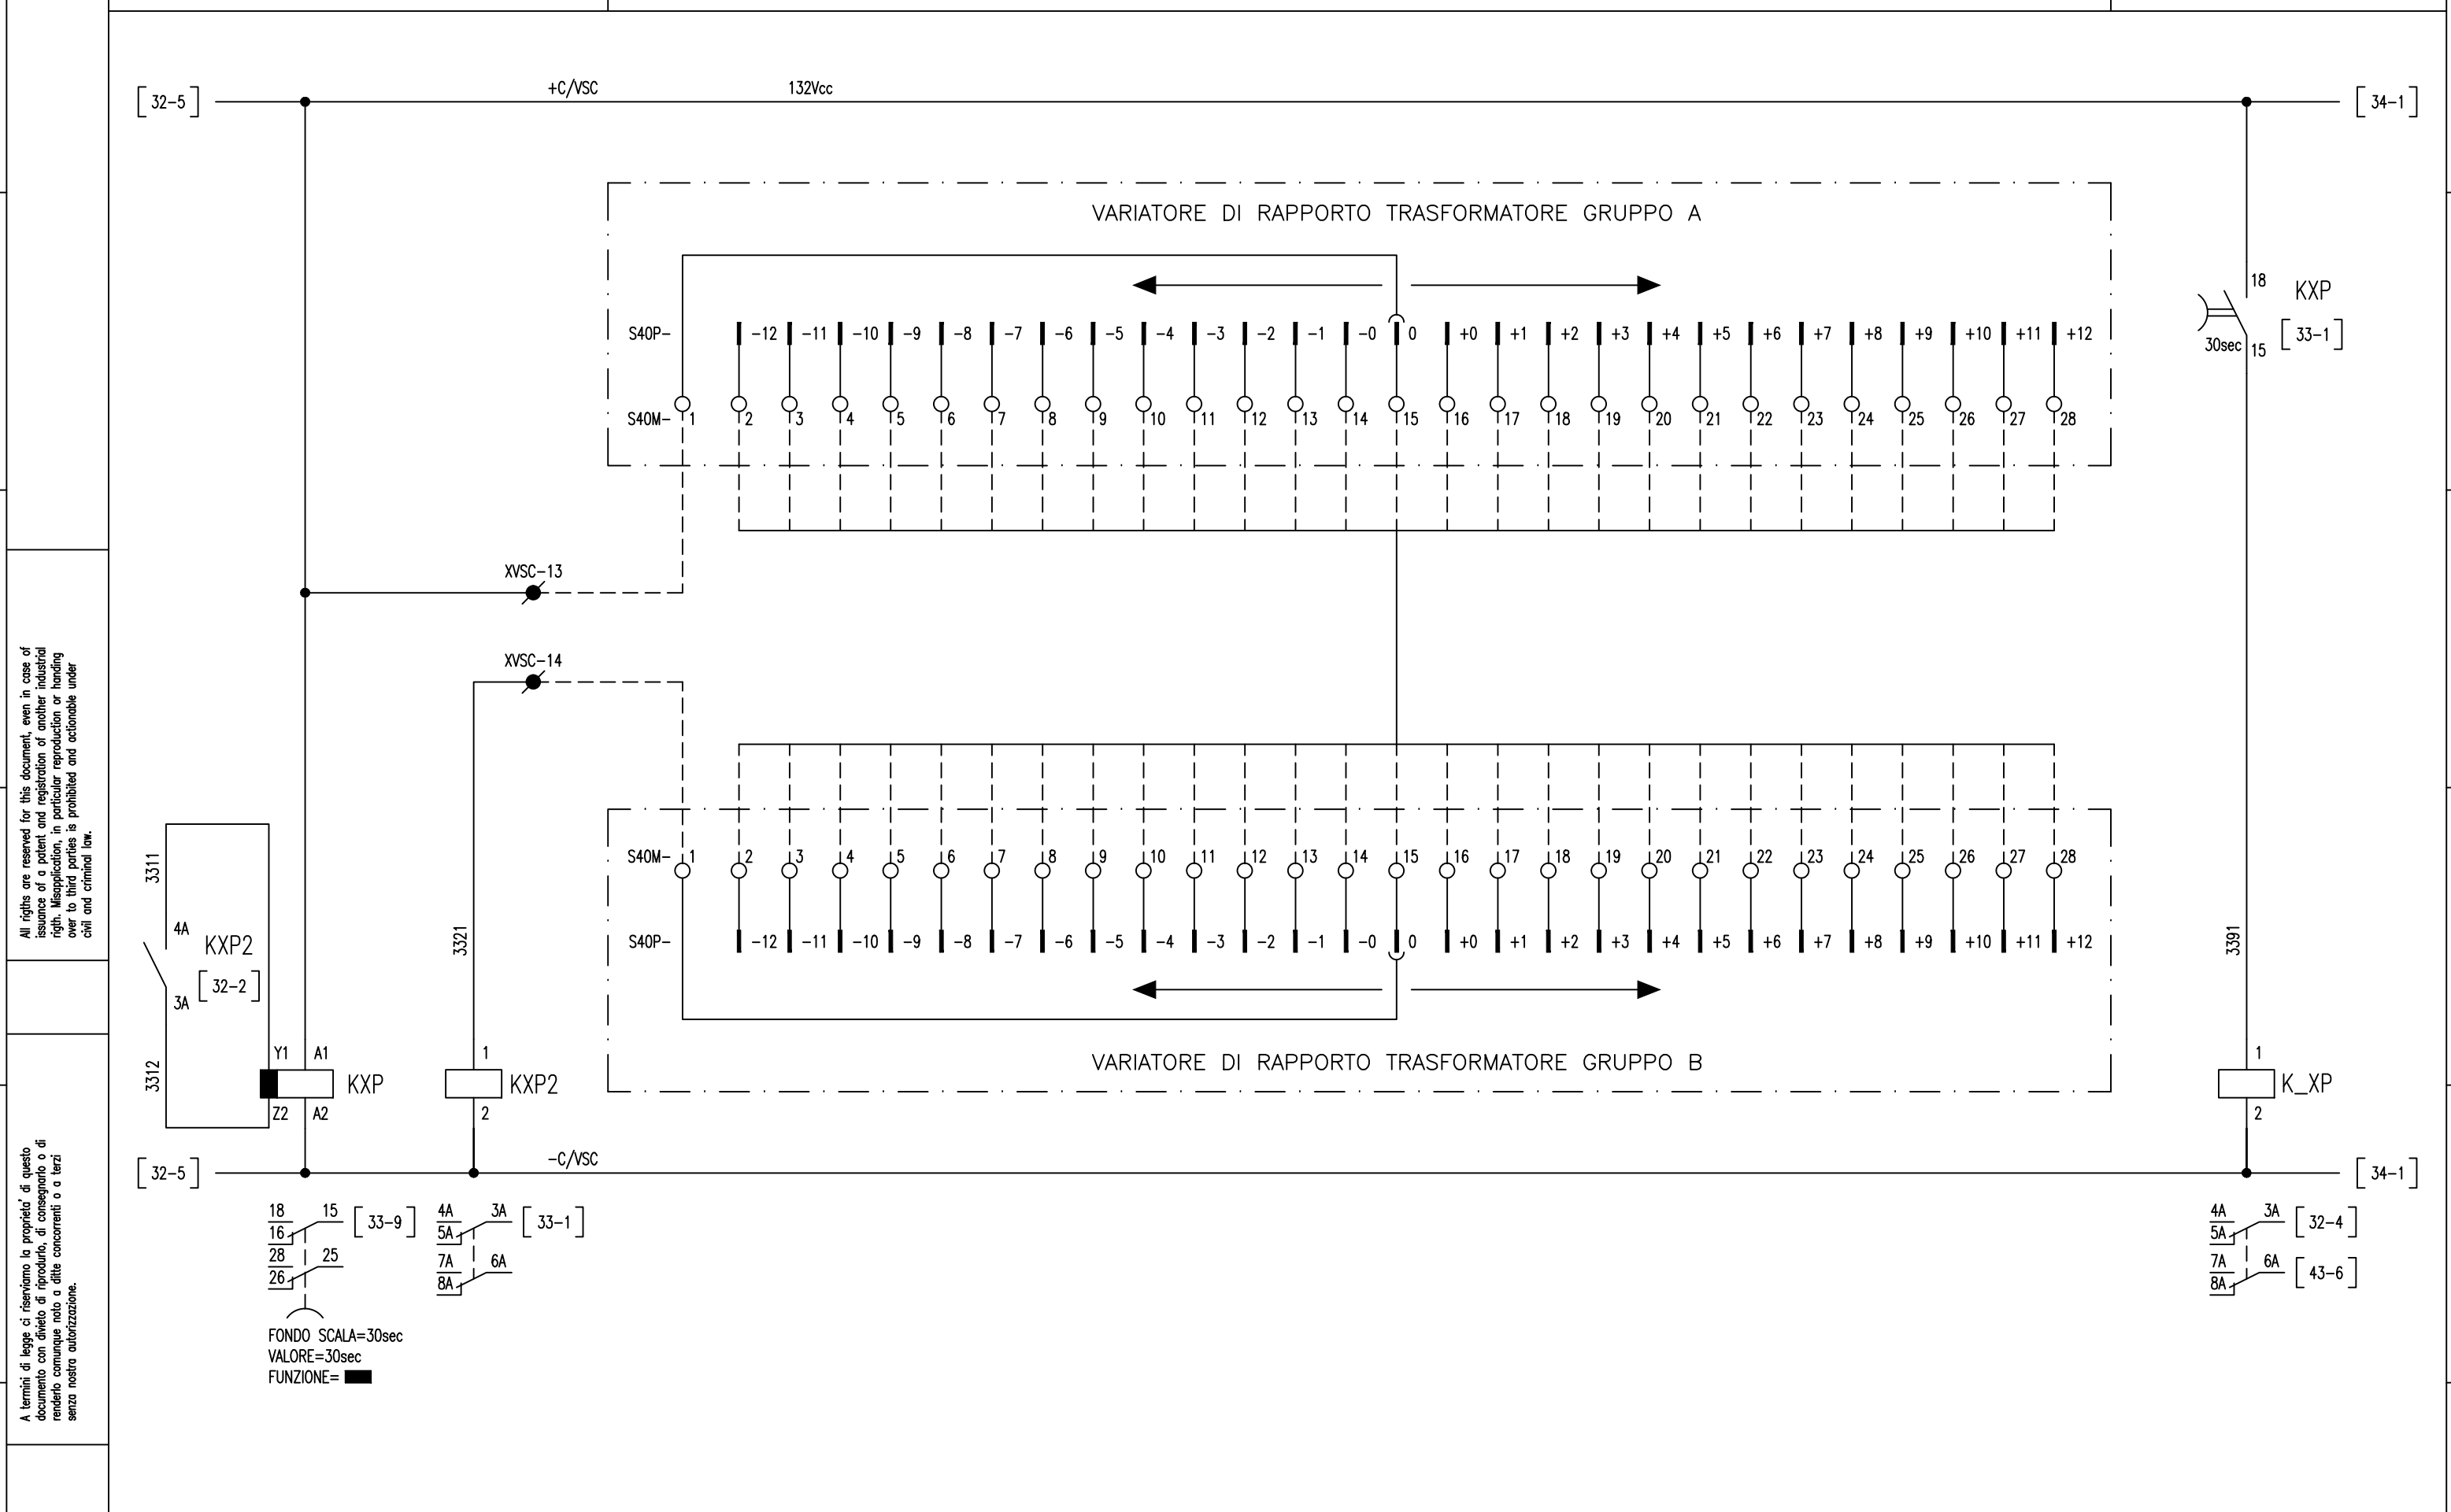 +C/VSC 132Vcc
32-5
34-1
VARIATORE DI RAPPORTO TRASFORMATORE GRUPPO A
18
KXP
33-1
30sec
15
S40P- -12 -11 -10 -9 -8 -7 -6 -5 -4 -3 -2 -1 -0 0 +0 +1 +2 +3 +4 +5 +6 +7 +8 +9 +10 +11 +12
S40M- 1 2 3 4 5 6 7 8 9 10 11 12 13 14 15 16 17 18 19 20 21 22 23 24 25 26 27 28
XVSC-13
XVSC-14
S40M- 1 2 3 4 5 6 7 8 9 10 11 12 13 14 15 16 17 18 19 20 21 22 23 24 25 26 27 28
S40P- -12 -11 -10 -9 -8 -7 -6 -5 -4 -3 -2 -1 -0 0 +0 +1 +2 +3 +4 +5 +6 +7 +8 +9 +10 +11 +12
VARIATORE DI RAPPORTO TRASFORMATORE GRUPPO B
3311
4A
KXP2
32-2
3A
3312
Y1 A1
KXP
Z2 A2
3321
1
KXP2
2
3391
1
K_XP
2
32-5
-C/VSC
34-1
18 15
33-9
16
28 25
26
FONDO SCALA=30sec
VALORE=30sec
FUNZIONE=
4A 3A
33-1
5A
7A 6A
8A
4A 3A
32-4
5A
7A 6A
43-6
8A
All rigths are reserved for this document, even in case of
issuance of a patent and registration of another industrial
rigth. Misapplication, in particular reproduction or handing
over to third parties is prohibited and actionable under
civil and criminal law.
A termini di legge ci riserviamo la proprieta' di questo
documento con divieto di riprodurlo, di consegnarlo o di
renderlo comunque noto a ditte concorrenti o a terzi
senza nostra autorizzazione.